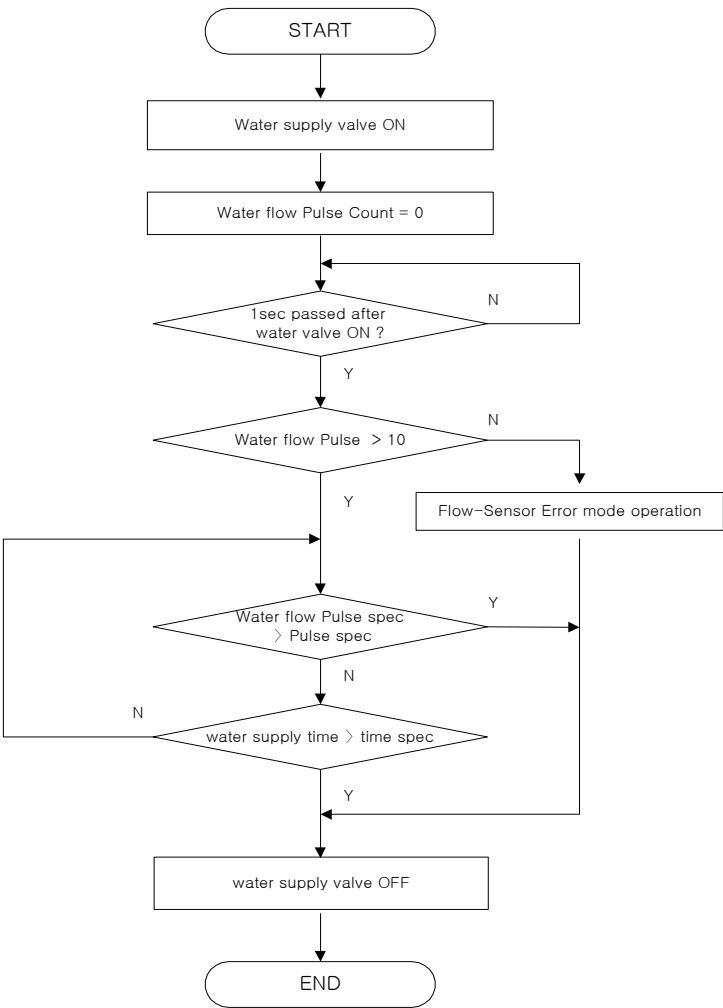 START
Water supply valve ON
Water flow Pulse Count = 0
N
1sec passed after
water valve ON ?
Y
N
Water flow Pulse > 10
Y
Flow-Sensor Error mode operation
Y
Water flow Pulse spec
〉Pulse spec
N
N
water supply time 〉time spec
Y
water supply valve OFF
END